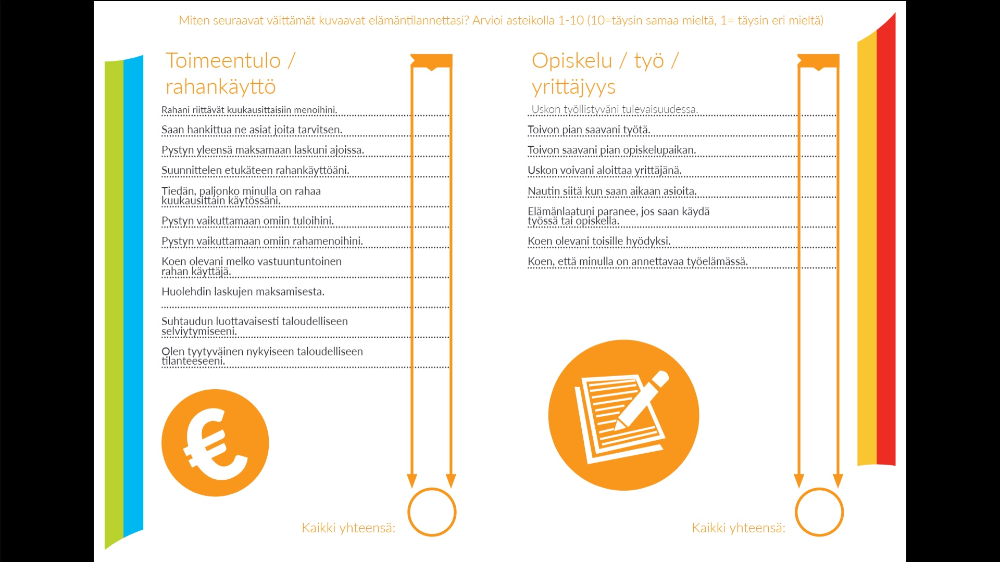 Miten seuraavat väittämät kuvaavat elämäntilannettasi? Arvioi asteikolla 1-10 (10=täysin samaa mieltä, 1= täysin eri mieltä)
Toimeentulo /
rahankäyttö
Rahani riittävät kuukausittaisiin menoihini.
Saan hankittua ne asiat joita tarvitsen.
Pystyn yleensä maksamaan laskuni ajoissa.
Suunnittelen etukäteen rahankäyttöäni.
Tiedän, paljonko minulla on rahaa
kuukausittain käytössäni.
Pystyn vaikuttamaan omiin tuloihini.
Pystyn vaikuttamaan omiin rahamenoihini.
Koen olevani melko vastuuntuntoinen
rahan käyttäjä.
Huolehdin laskujen maksamisesta.
Suhtaudun luottavaisesti taloudelliseen
selviytymiseeni.
Olen tyytyväinen nykyiseen taloudelliseen
tilanteeseeni.
€
Kaikki yhteensä:
Opiskelu / työ /
yrittäjyys
Uskon työllistyväni tulevaisuudessa.
Toivon pian saavani työtä.
Toivon saavani pian opiskelupaikan.
Uskon voivani aloittaa yrittäjänä.
Nautin siitä kun saan aikaan asioita.
Elämänlaatuni paranee, jos saan käydä
työssä tai opiskella.
Koen olevani toisille hyödyksi.
Koen, että minulla on annettavaa työelämässä.
Kaikki yhteensä: